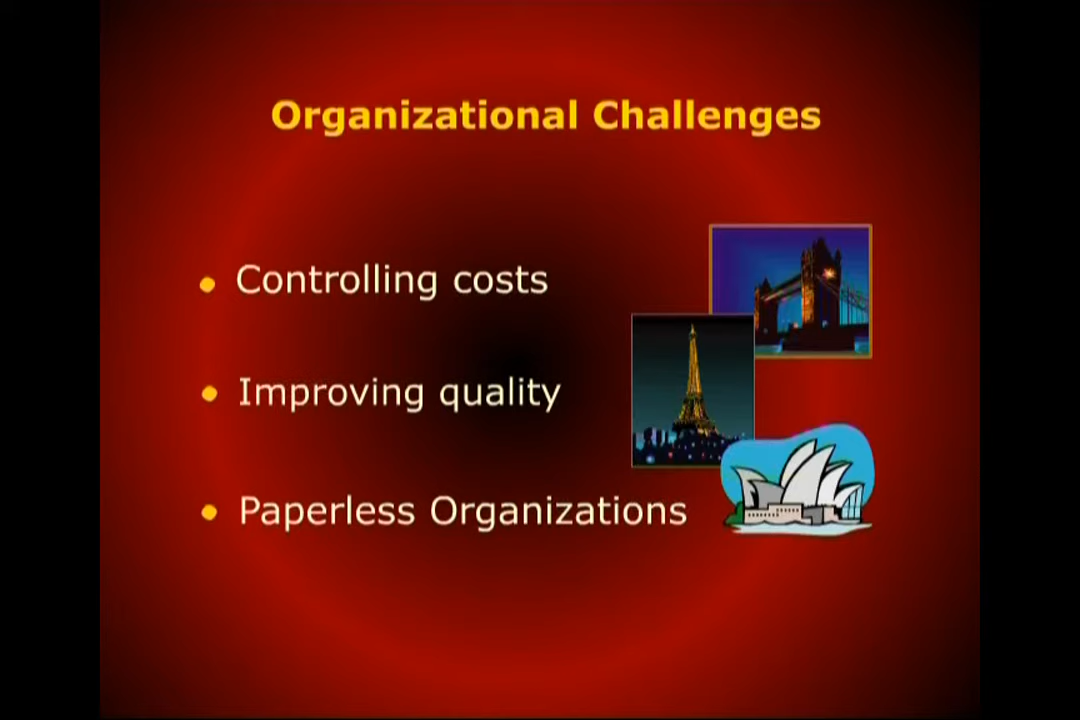 Organizational Challenges
Controlling costs
Improving quality
Paperless Organizations